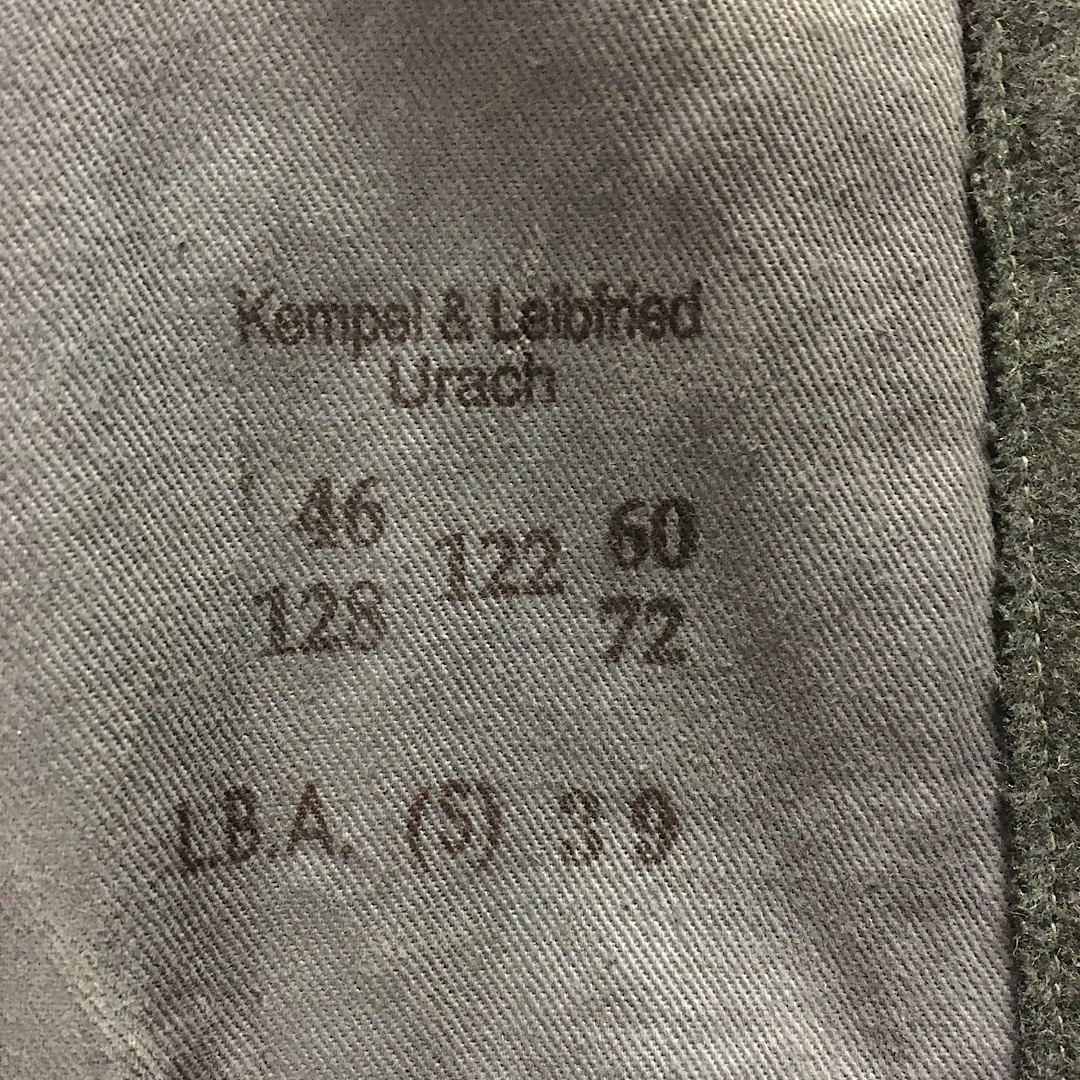 Kempel & Leibfried
Urach
46 122 60
128 72
L.B.A. (S) 39